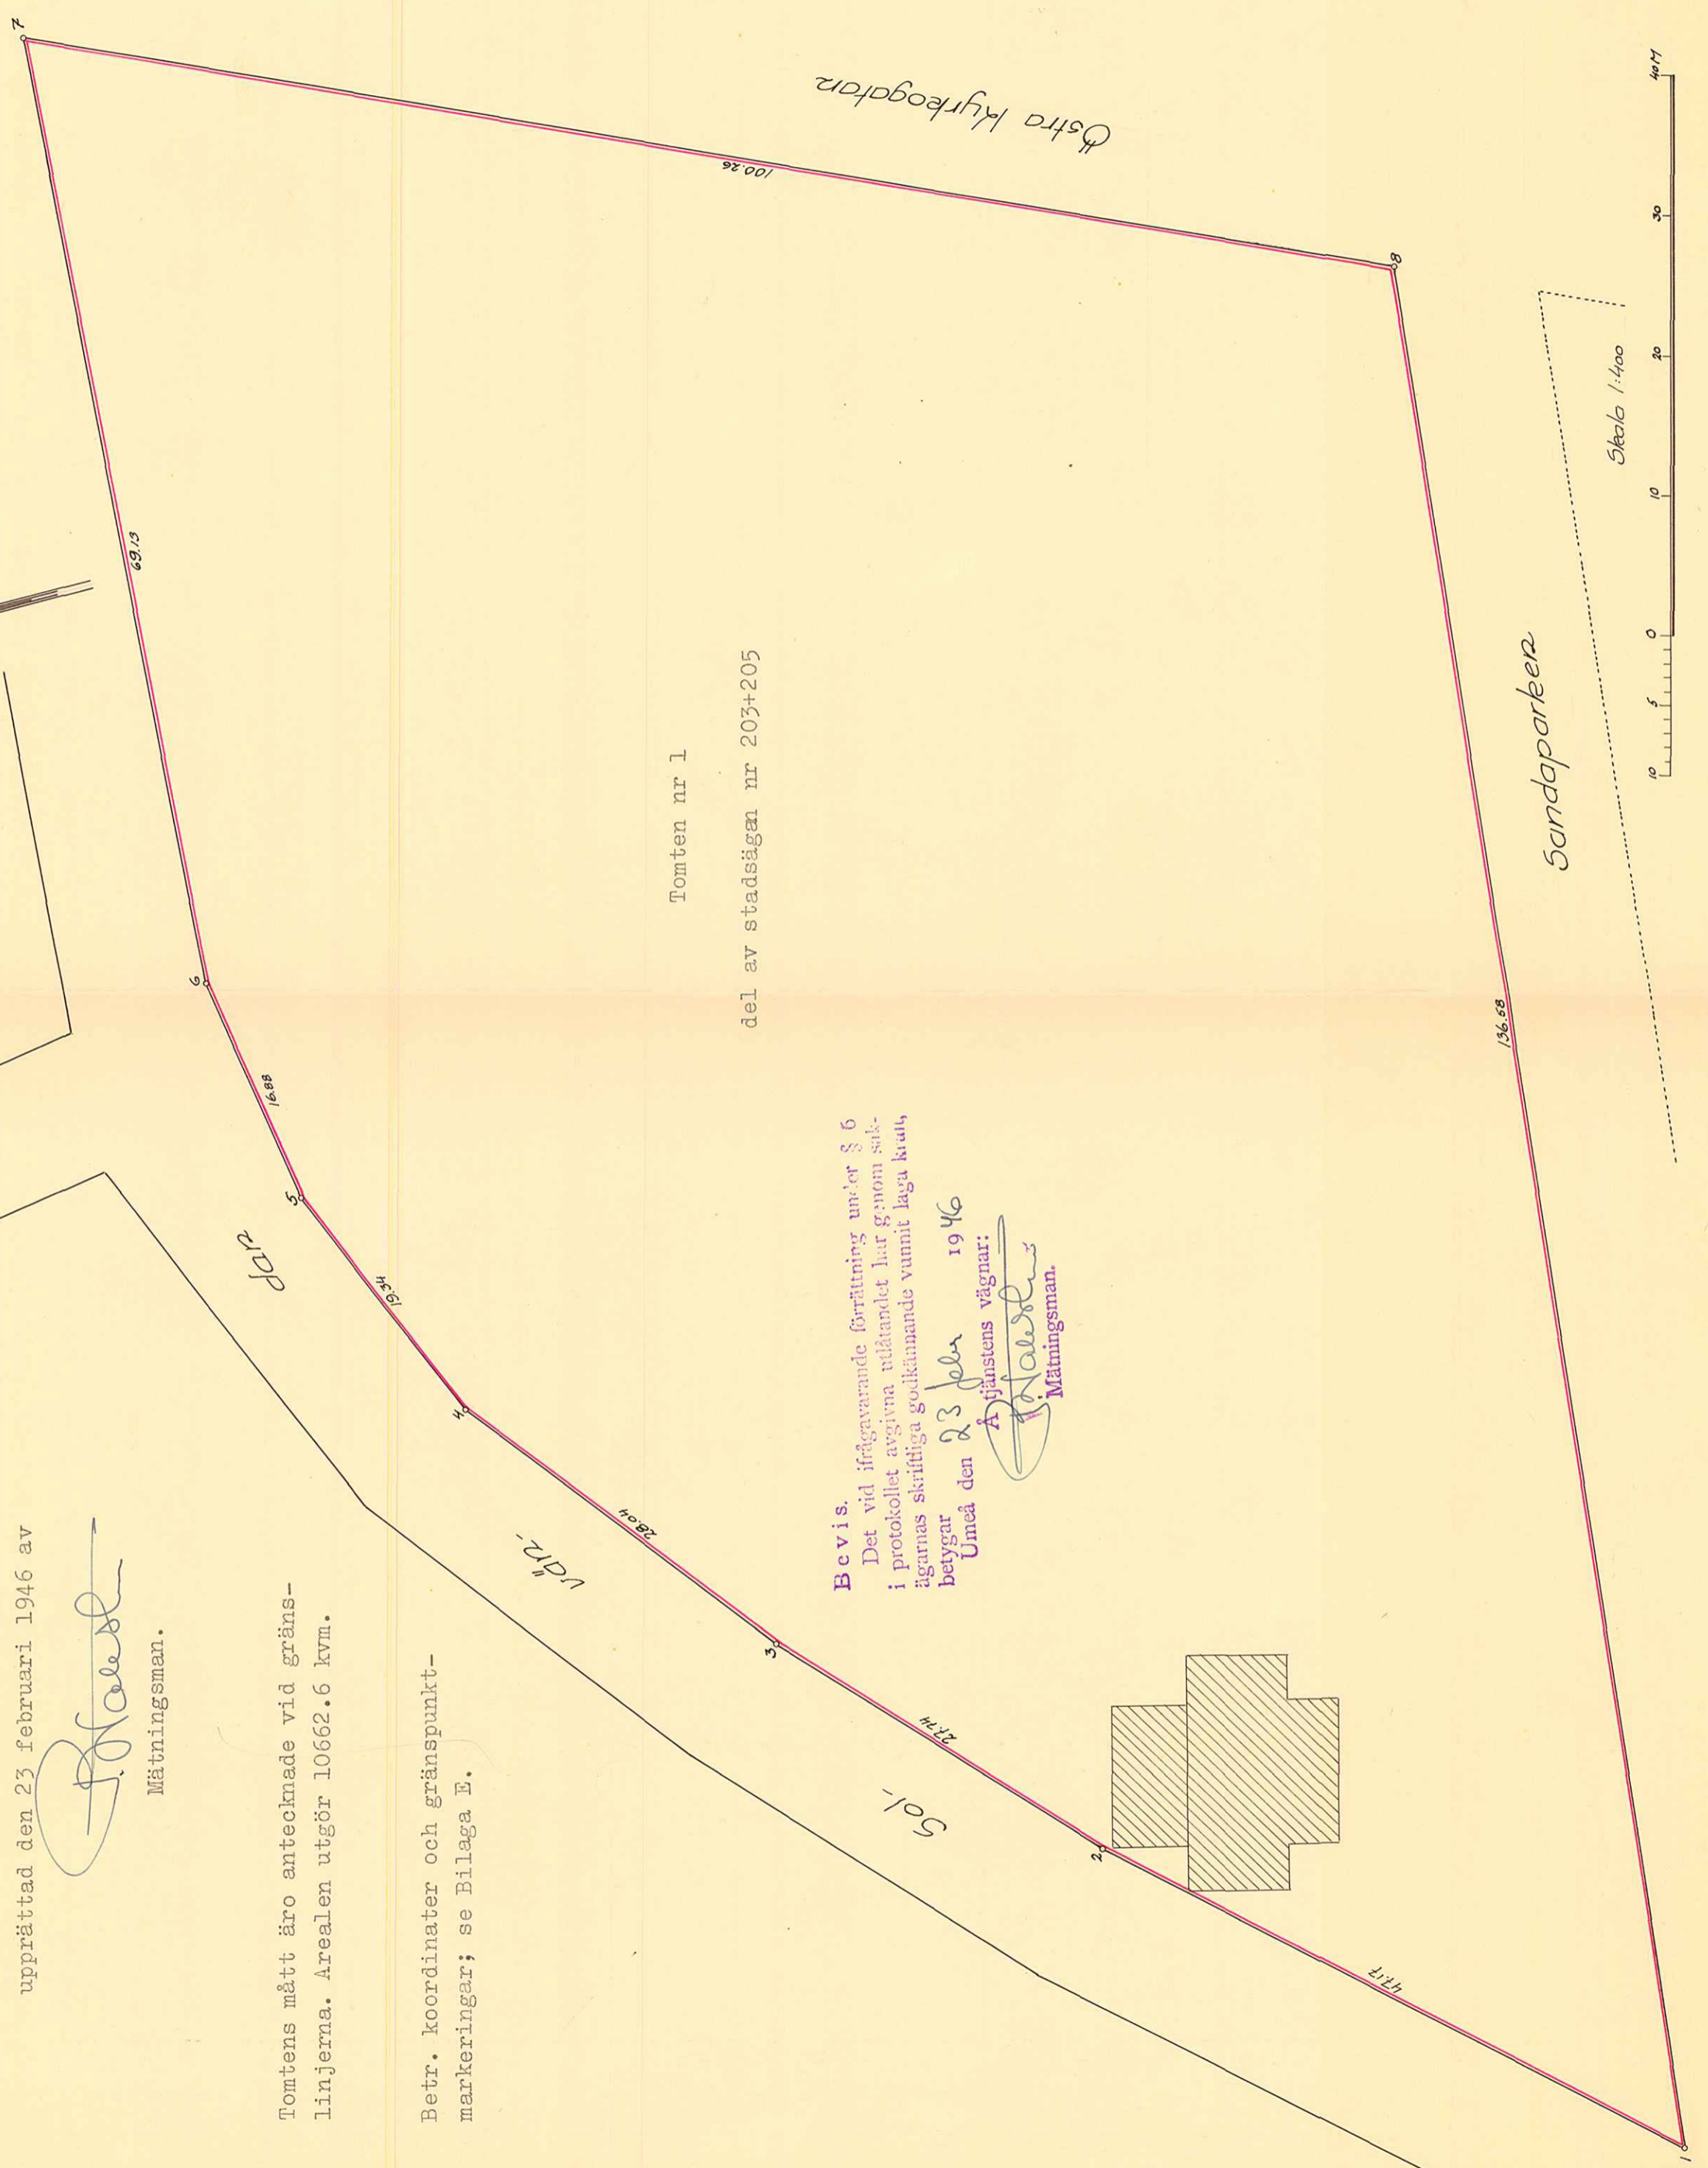 upprättad den 23 februari 1946 av
Mätningsman.
Tomtens mått äro antecknade vid gräns-
linjerna. Arealen utgör 10662.6 kvm.
Betr. koordinater och gränspunkt-
markeringar; se Bilaga E.
Sol-
vän-
dan
Tomten nr 1
del av stadsägan nr 203+205
Bevis.
Det vid ifrågavarande förrättning under § 6
i protokollet avgivna utlåtandet har genom sak-
ägarnas skriftliga godkännande vunnit laga kraft,
betygar
Umeå den 23 febr 1946
Å tjänstens vägnar:
Mätningsman.
Östra Kyrkogatan
Sandaparken
1
2
3
4
5
6
7
8
47.17
27.74
28.04
19.34
16.88
69.13
100.26
136.68
Skala 1:400
10 5 0 10 20 30 40 M